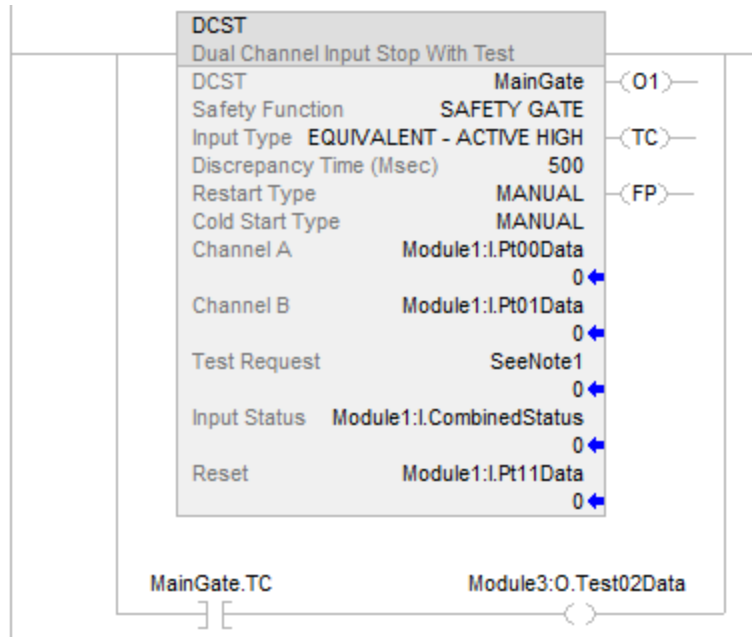 DCST
Dual Channel Input Stop With Test
DCST MainGate O1
Safety Function SAFETY GATE
Input Type EQUIVALENT - ACTIVE HIGH TC
Discrepancy Time (Msec) 500
Restart Type MANUAL FP
Cold Start Type MANUAL
Channel A Module1:I.Pt00Data
0
Channel B Module1:I.Pt01Data
0
Test Request SeeNote1
0
Input Status Module1:I.CombinedStatus
0
Reset Module1:I.Pt11Data
0
MainGate.TC Module3:O.Test02Data